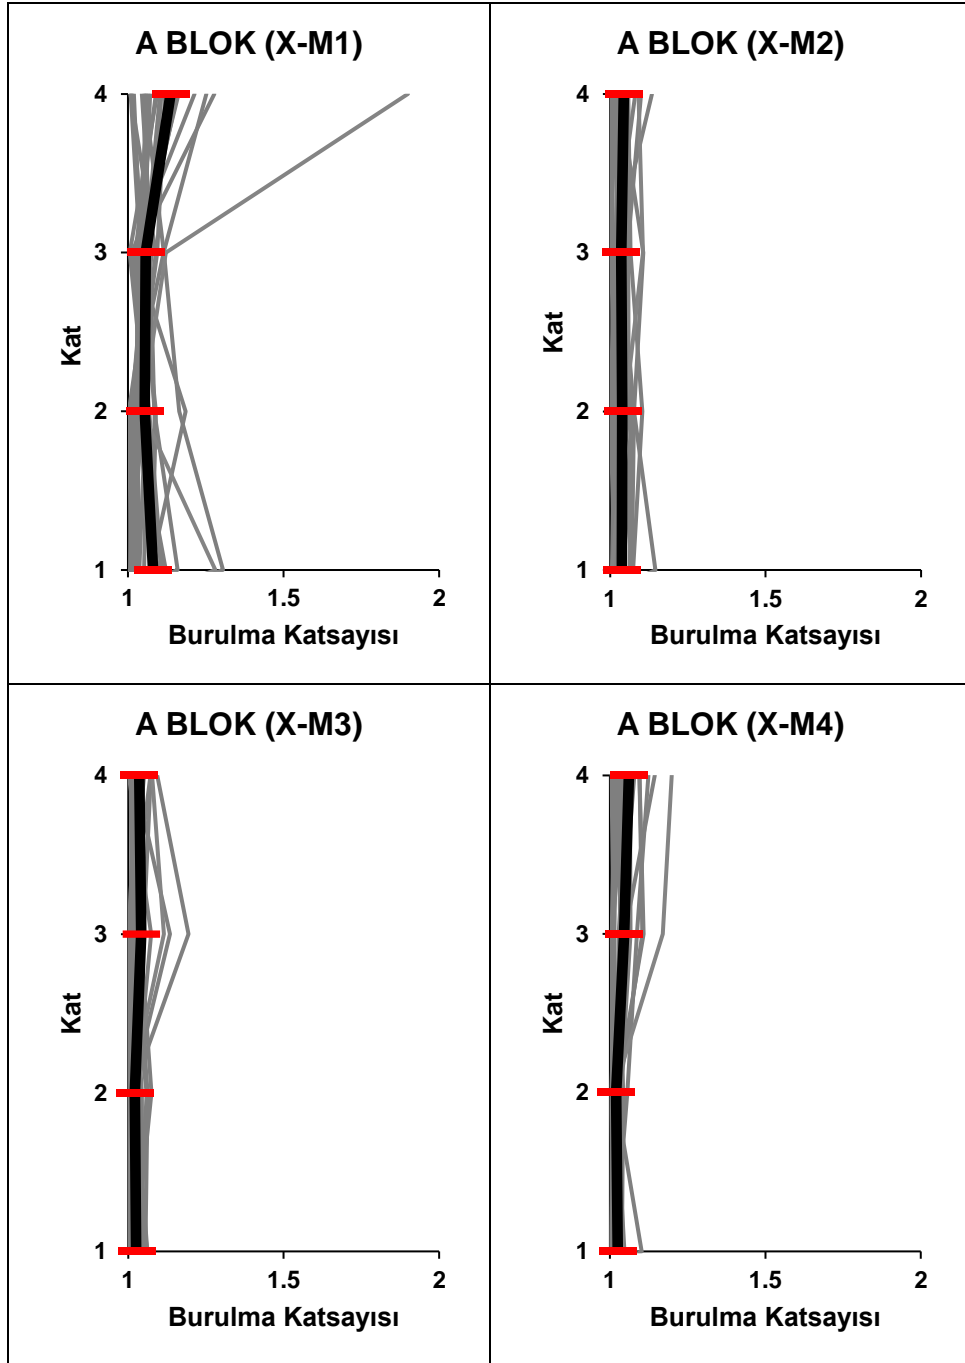 A BLOK (X-M1)
4
3
2
1
Kat
1 1.5 2
Burulma Katsayısı
A BLOK (X-M2)
4
3
2
1
Kat
1 1.5 2
Burulma Katsayısı
A BLOK (X-M3)
4
3
2
1
Kat
1 1.5 2
Burulma Katsayısı
A BLOK (X-M4)
4
3
2
1
Kat
1 1.5 2
Burulma Katsayısı